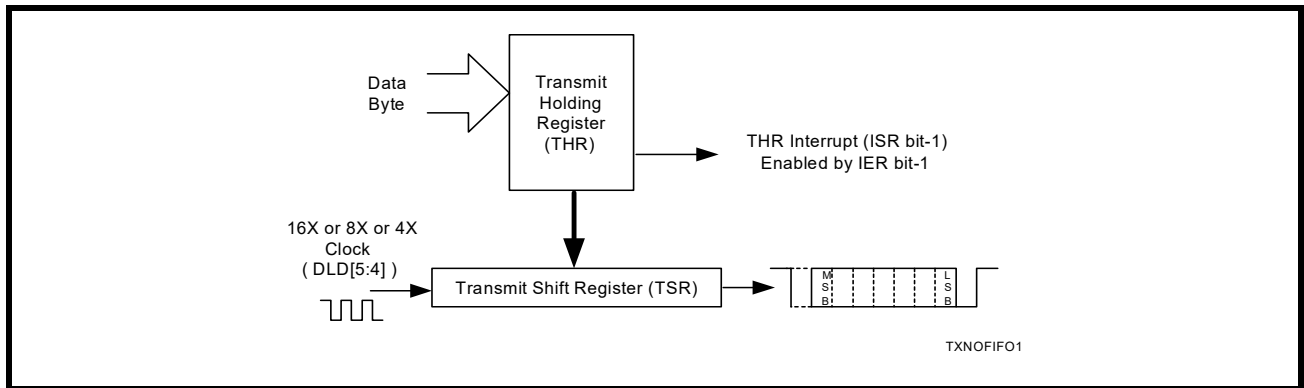 Data
Byte
Transmit
Holding
Register
(THR)
THR Interrupt (ISR bit-1)
Enabled by IER bit-1
16X or 8X or 4X
Clock
( DLD[5:4] )
Transmit Shift Register (TSR)
M
S
B
L
S
B
TXNOFIFO1